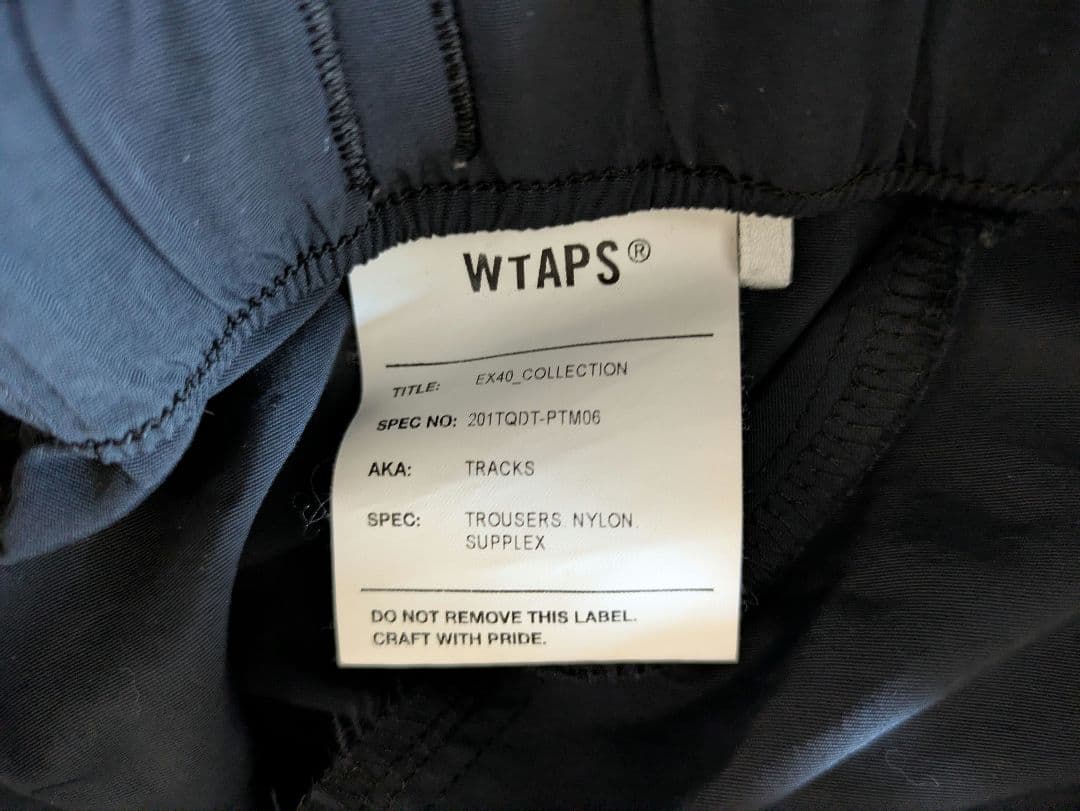 WTAPS®
TITLE: EX40_COLLECTION
SPEC NO: 201TQDT-PTM06
AKA: TRACKS
SPEC: TROUSERS. NYLON.
SUPPLEX
DO NOT REMOVE THIS LABEL.
CRAFT WITH PRIDE.